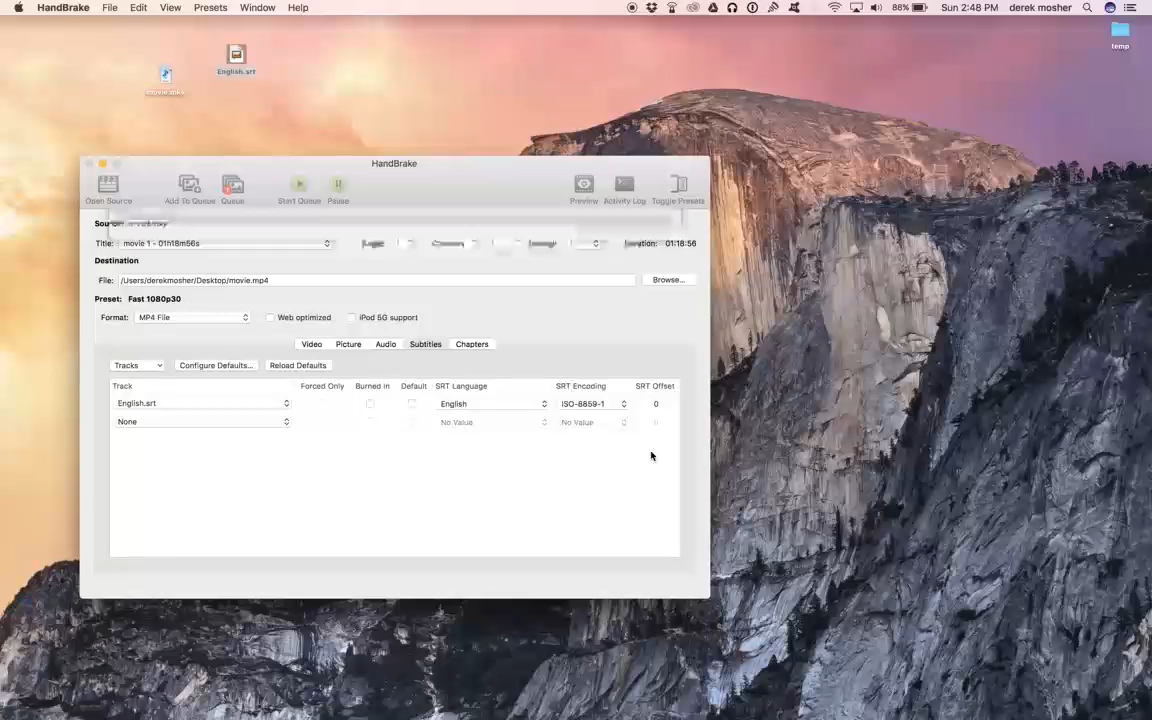 HandBrake File Edit View Presets Window Help 88% Sun 2:48 PM derek mosher
English.srt
movie.mkv
temp
HandBrake
Open Source Add To Queue Queue Start Queue Pause Preview Activity Log Toggle Presets
Title: movie 1 - 01h18m56s 01:18:56
Destination
File: /Users/derekmosher/Desktop/movie.mp4 Browse...
Preset: Fast 1080p30
Format: MP4 File Web optimized iPod 5G support
Video Picture Audio Subtitles Chapters
Tracks Configure Defaults... Reload Defaults
Track Forced Only Burned In Default SRT Language SRT Encoding SRT Offset
English.srt English ISO-8859-1 0
None No Value No Value 0